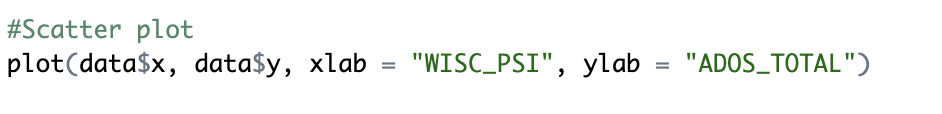 #Scatter plot
plot(data$x, data$y, xlab = "WISC_PSI", ylab = "ADOS_TOTAL")